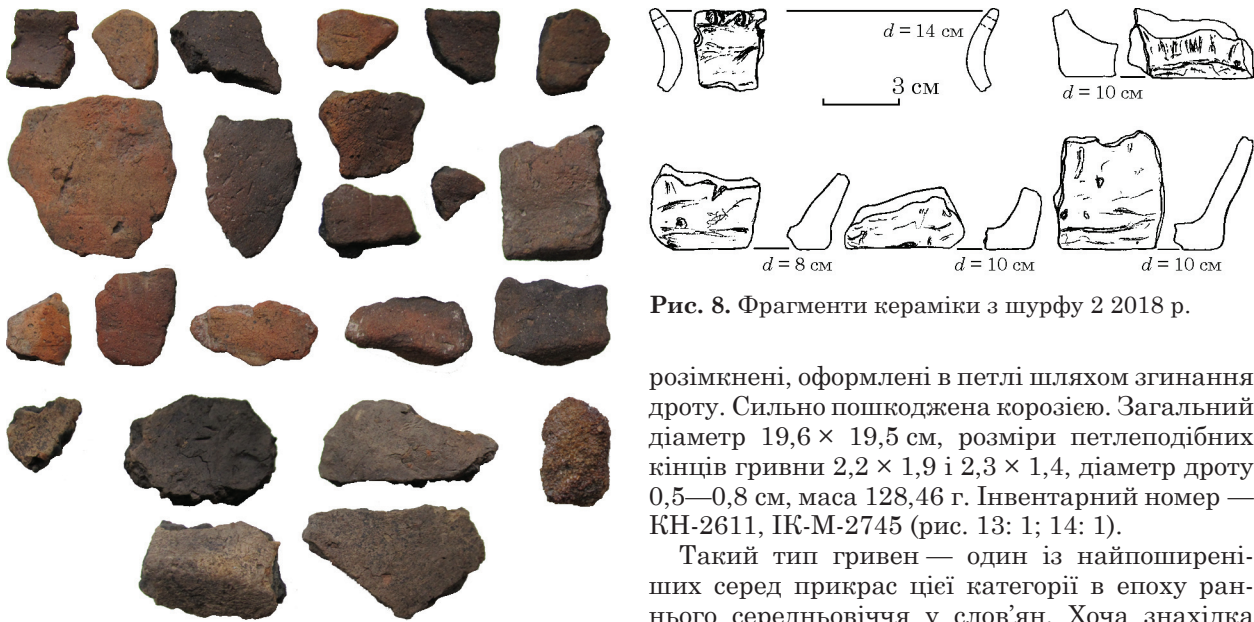 d = 14 см
3 см
d = 10 см
d = 8 см
d = 10 см
d = 10 см
Рис. 8. Фрагменти кераміки з шурфу 2 2018 р.
розімкнені, оформлені в петлі шляхом згинання
дроту. Сильно пошкоджена корозією. Загальний
діаметр 19,6 × 19,5 см, розміри петлеподібних
кінців гривни 2,2 × 1,9 і 2,3 × 1,4, діаметр дроту
0,5—0,8 см, маса 128,46 г. Інвентарний номер —
КН-2611, ІК-М-2745 (рис. 13: 1; 14: 1).
Такий тип гривен — один із найпошірені-
ших серед прикрас цієї категорії в епоху ран-
нього середньовіччя у слов’ян. Хоча знахідка